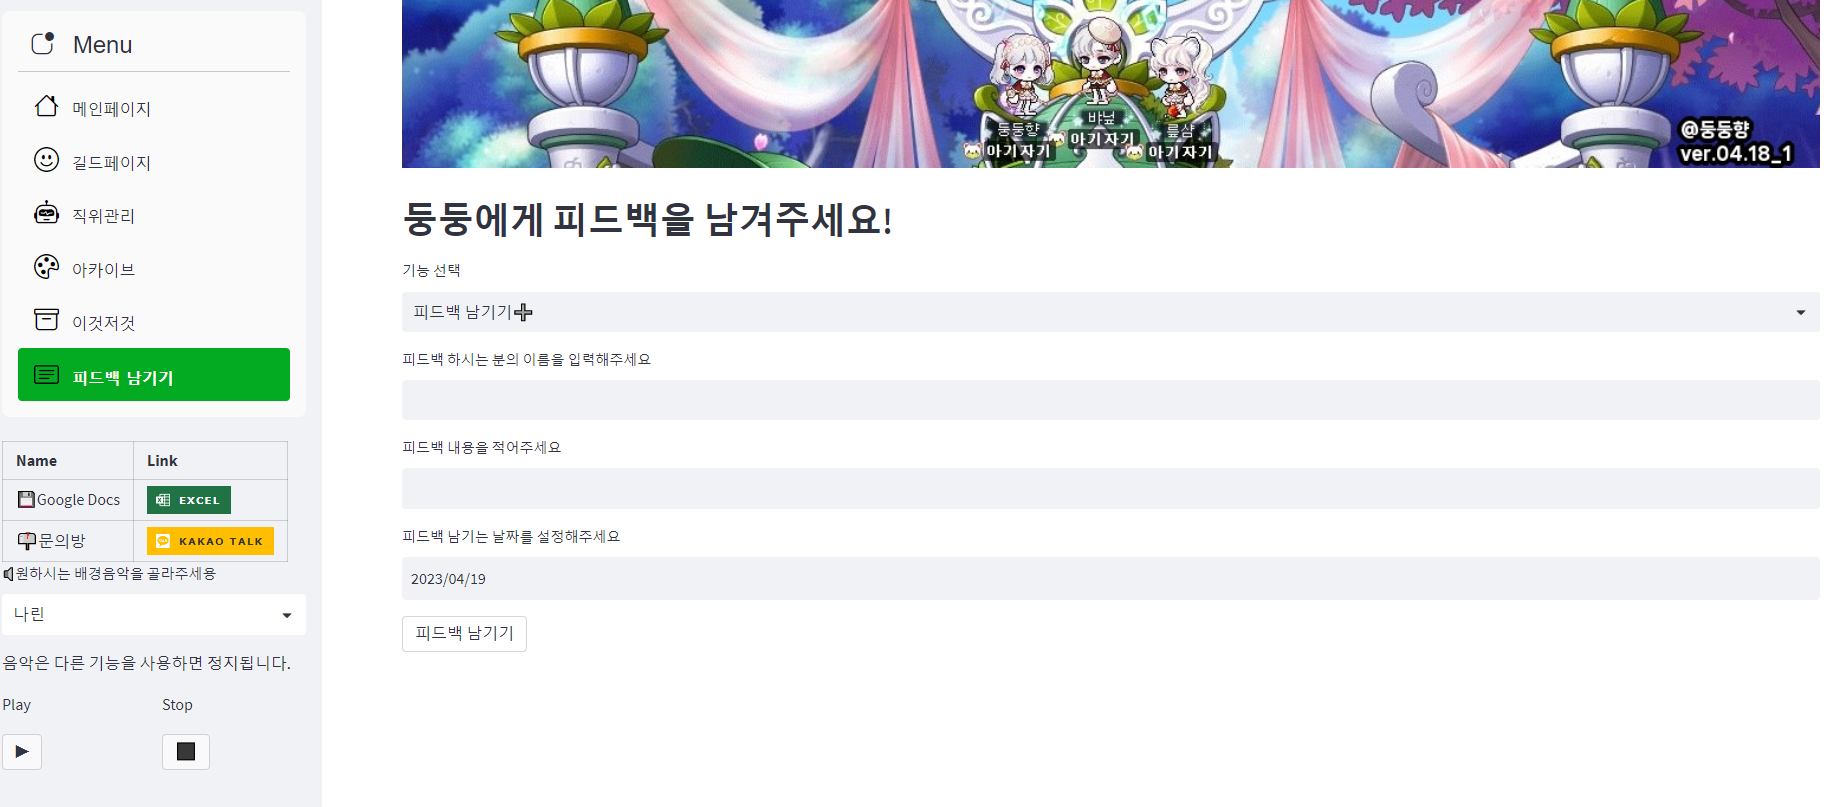 Menu
메인페이지
길드페이지
직위관리
아카이브
이것저것
피드백 남기기
Name Link
Google Docs EXCEL
문의방 KAKAO TALK
원하시는 배경음악을 골라주세용
나린
음악은 다른 기능을 사용하면 정지됩니다.
Play Stop
둥둥향
아기자기
바닢
아기자기
릎샴
아기자기
@둥둥향
ver.04.18_1
둥둥에게 피드백을 남겨주세요!
기능 선택
피드백 남기기
피드백 하시는 분의 이름을 입력해주세요
피드백 내용을 적어주세요
피드백 남기는 날짜를 설정해주세요
2023/04/19
피드백 남기기